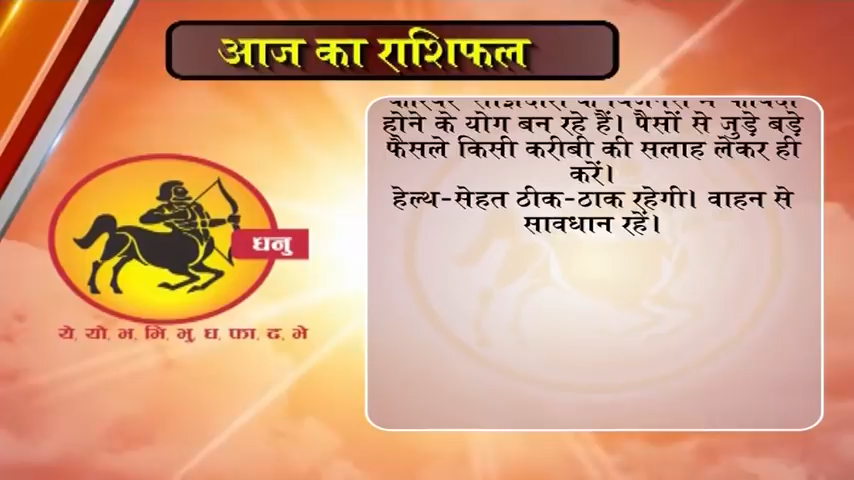 आज का राशिफल
होने के योग बन रहे हैं। पैसों से जुड़े बड़े
फैसले किसी करीबी की सलाह लेकर ही
करें।
हेल्थ-सेहत ठीक-ठाक रहेगी। वाहन से
सावधान रहें।
धनु
ये, यो, भ, भि, भु, ध, फा, द, भे